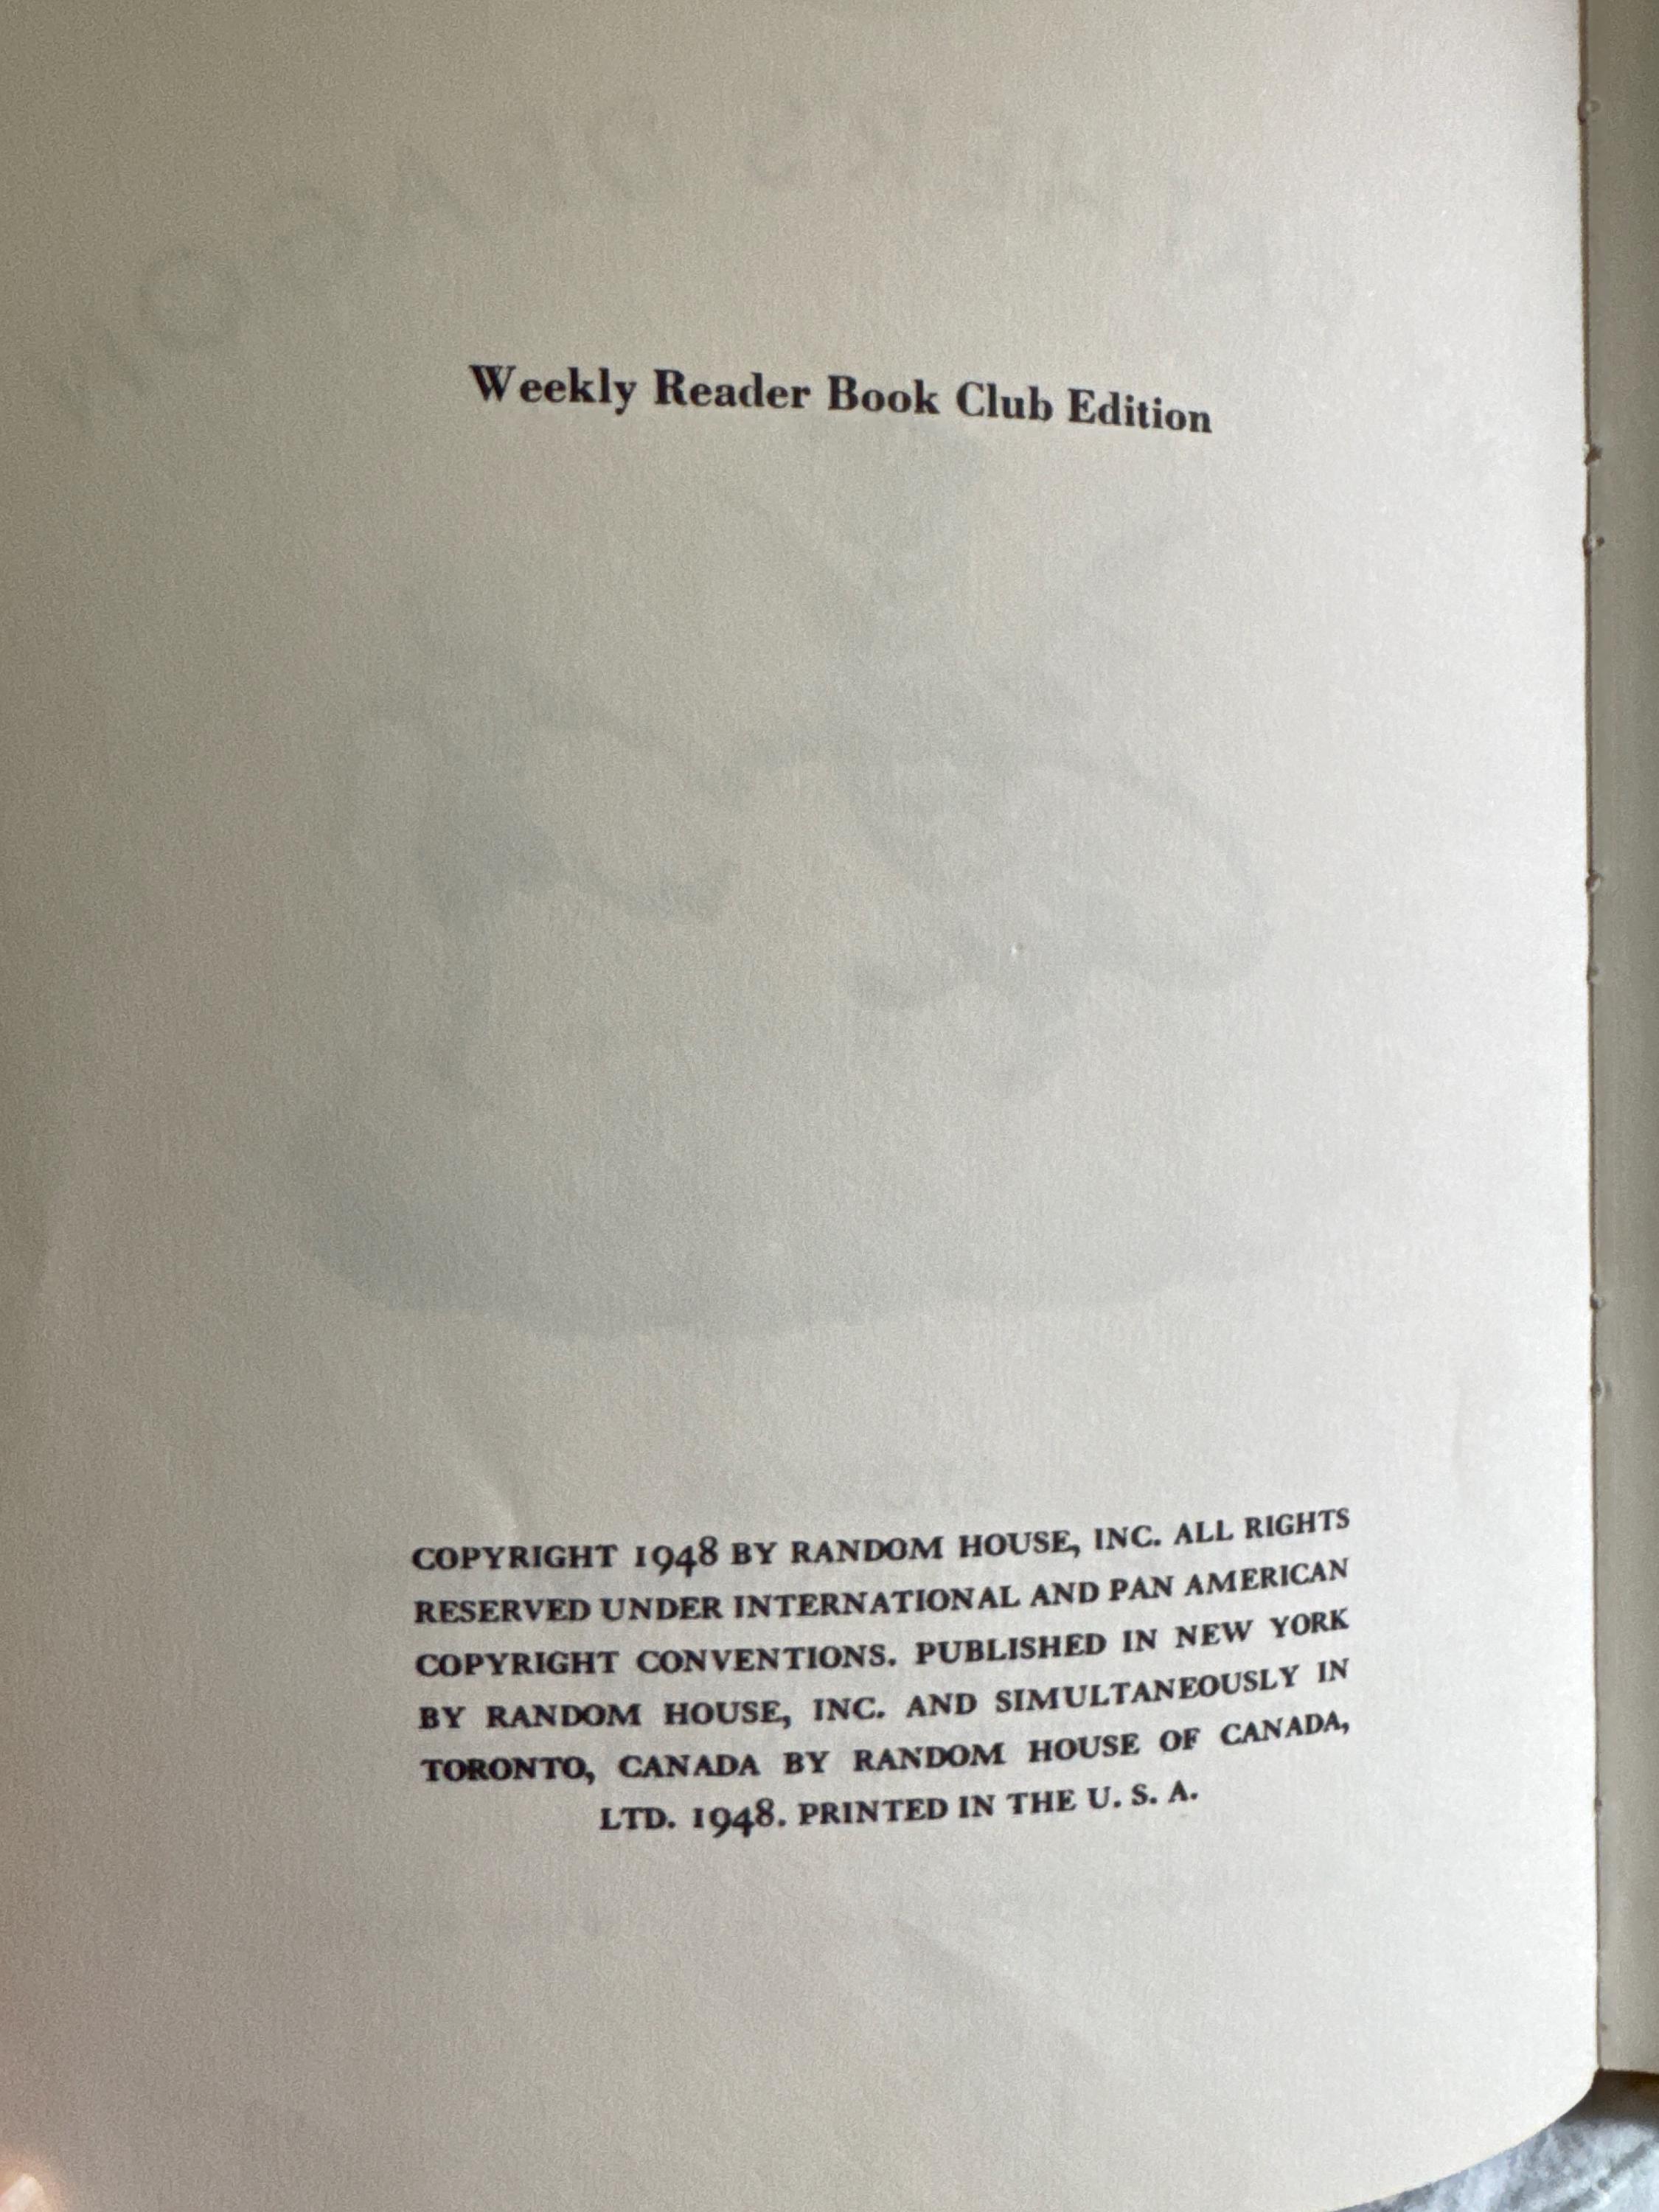 Weekly Reader Book Club Edition
COPYRIGHT 1948 BY RANDOM HOUSE, INC. ALL RIGHTS
RESERVED UNDER INTERNATIONAL AND PAN AMERICAN
COPYRIGHT CONVENTIONS. PUBLISHED IN NEW YORK
BY RANDOM HOUSE, INC. AND SIMULTANEOUSLY IN
TORONTO, CANADA BY RANDOM HOUSE OF CANADA,
LTD. 1948. PRINTED IN THE U. S. A.